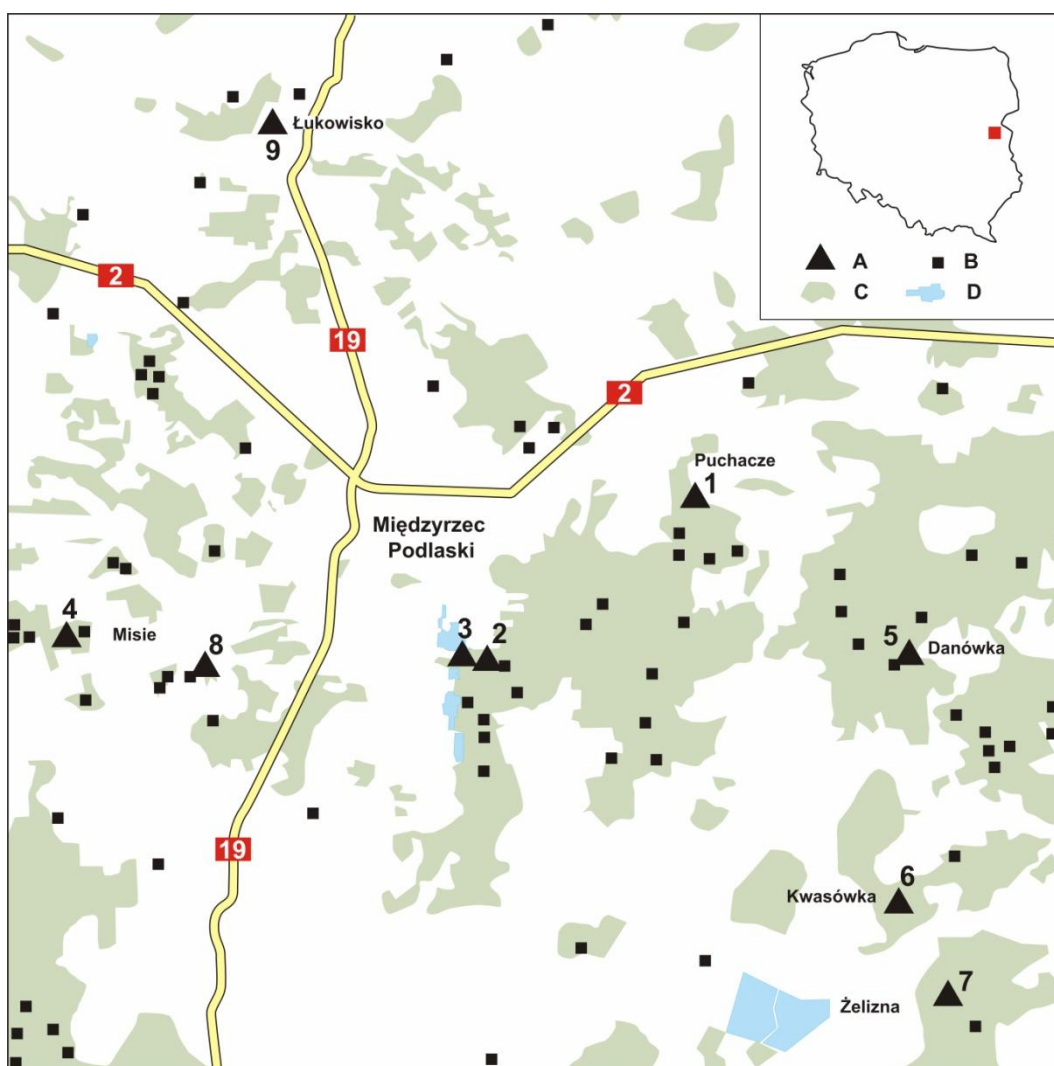 Łukowisko
9
A
B
C
D
2
19
2
Puchacze
1
Międzyrzec
Podlaski
4
Misie
8
3
2
5
Danówka
19
6
Kwasówka
7
Żelizna